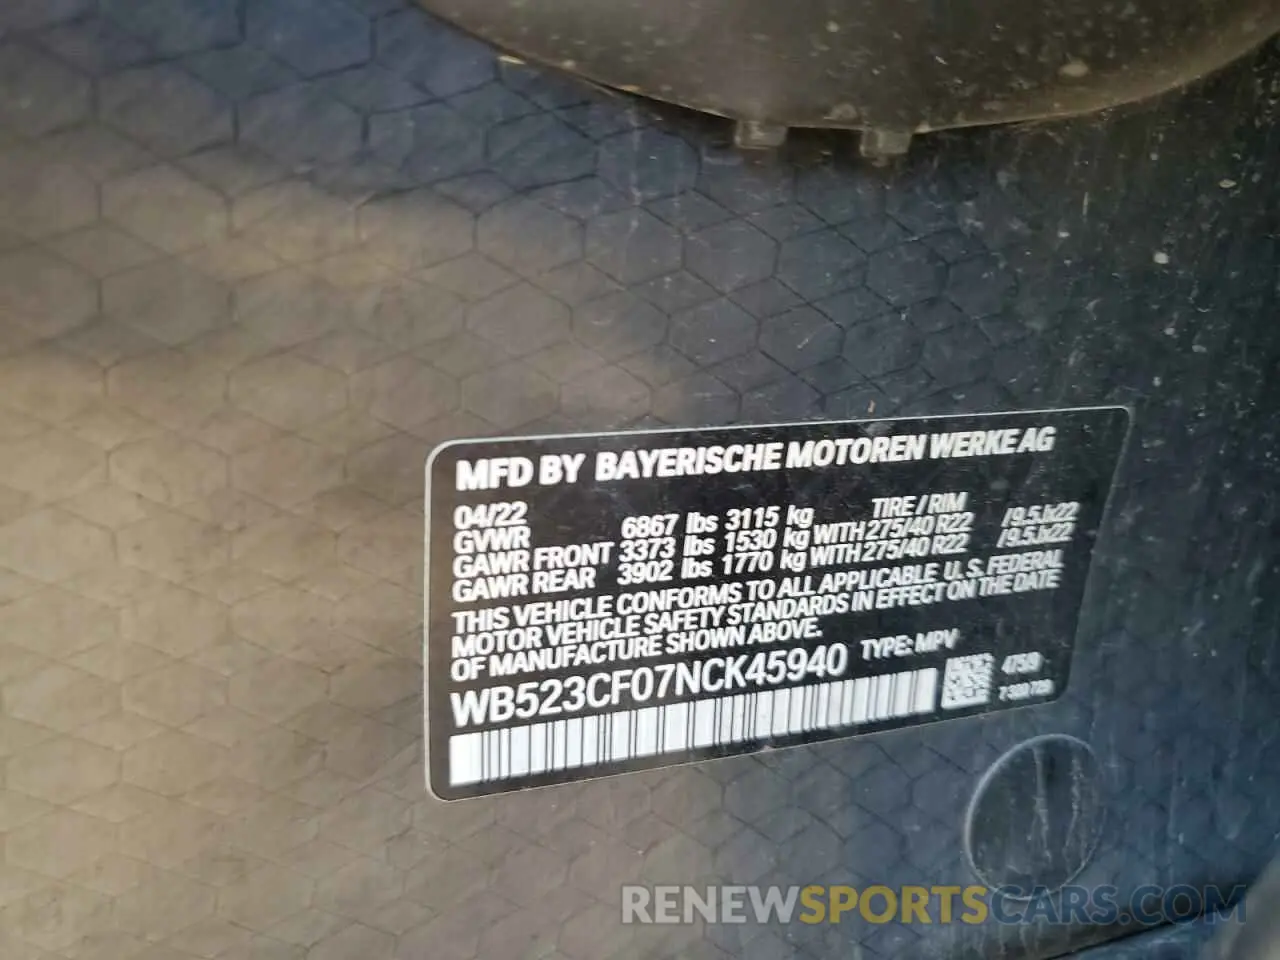 MFD BY BAYERISCHE MOTOREN WERKE AG
04/22 TIRE / RIM
GVWR 6867 lbs 3115 kg
GAWR FRONT 3373 lbs 1530 kg WITH 275/40 R22 /9.5Jx22
GAWR REAR 3902 lbs 1770 kg WITH 275/40 R22 /9.5Jx22
THIS VEHICLE CONFORMS TO ALL APPLICABLE U.S. FEDERAL
MOTOR VEHICLE SAFETY STANDARDS IN EFFECT ON THE DATE
OF MANUFACTURE SHOWN ABOVE.
WB523CF07NCK45940 TYPE: MPV
RENEWSPORTSCARS.COM